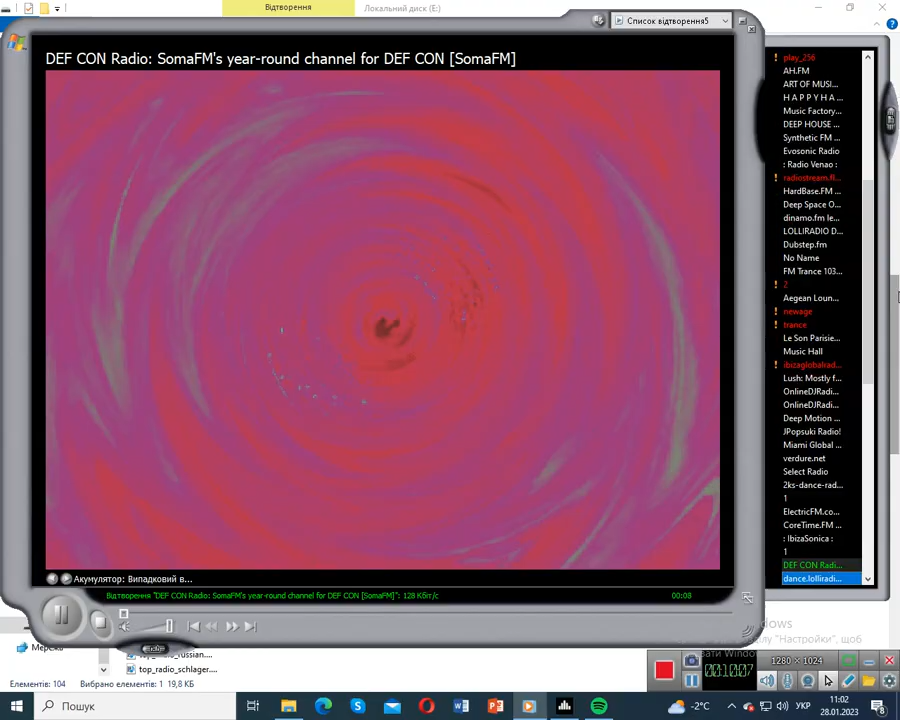 Відтворення
Локальний диск (E:)
Список відтворення5
DEF CON Radio: SomaFM's year-round channel for DEF CON [SomaFM]
play_256
AH.FM
ART OF MUSI...
H A P P Y H A ...
Music Factory...
DEEP HOUSE ...
Synthetic FM ...
Evosonic Radio
: Radio Venao :
radiostream.fl...
HardBase.FM ...
Deep Space O...
dinamo.fm le...
LOLLIRADIO D...
Dubstep.fm
No Name
FM Trance 103...
2
Aegean Loun...
newage
trance
Le Son Parisie...
Music Hall
ibizaglobalrad...
Lush: Mostly f...
OnlineDJRadi...
OnlineDJRadi...
Deep Motion ...
JPopsuki Radio!
Miami Global ...
verdure.net
Select Radio
2ks-dance-rad...
1
ElectricFM.co...
CoreTime.FM ...
: IbizaSonica :
1
DEF CON Radi...
dance.lolliradi...
Акумулятор: Випадковий в...
Відтворення "DEF CON Radio: SomaFM's year-round channel for DEF CON [SomaFM]": 128 Кбіт/с
00:08
Мережа
top_radio_schlager....
Елементів: 104
Вибрано елементів: 1 19,8 КБ
"Настройки", щоб
1280 × 1024
00:10:07
Пошук
-2°C
УКР
11:02
28.01.2023
8